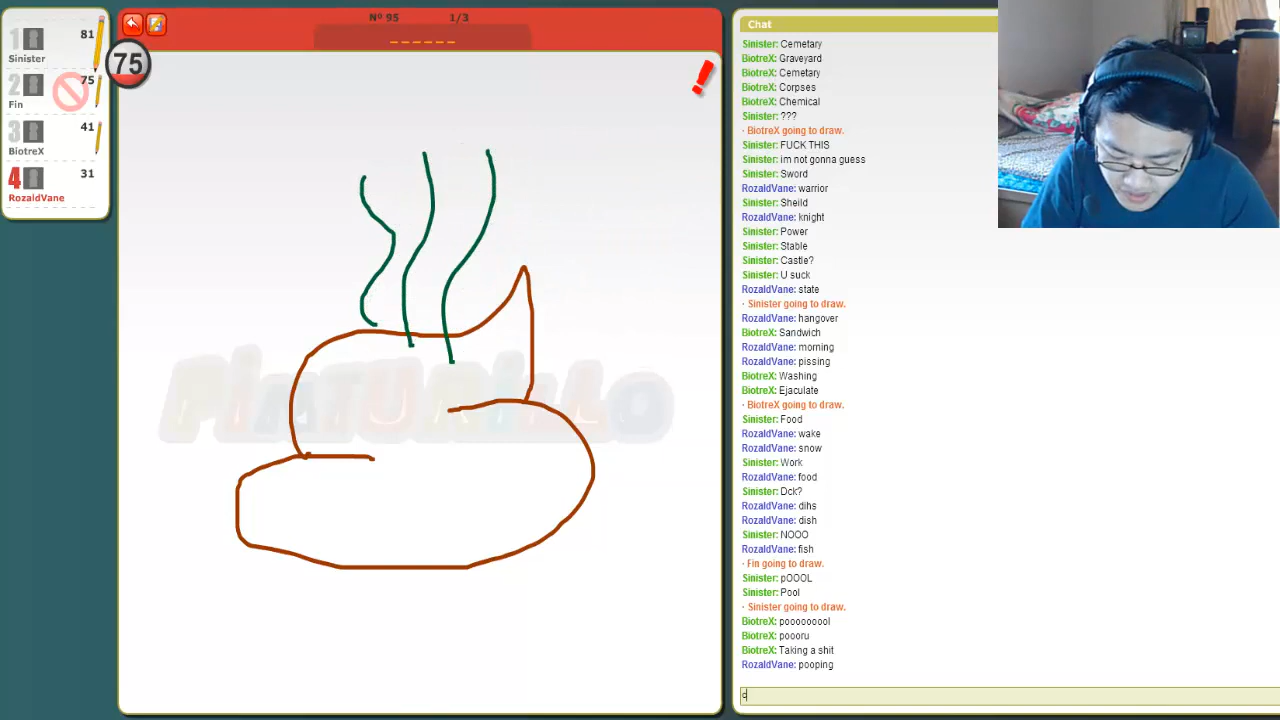 Nº 95 1/3
______
1 81
Sinister
2 75
Fin
3 41
BiotreX
4 31
RozaldVane
75
Pinturillo
Chat
Sinister: Cemetary
BiotreX: Graveyard
BiotreX: Cemetary
BiotreX: Corpses
BiotreX: Chemical
Sinister: ???
· BiotreX going to draw.
Sinister: FUCK THIS
Sinister: im not gonna guess
Sinister: Sword
RozaldVane: warrior
Sinister: Sheild
RozaldVane: knight
Sinister: Power
Sinister: Stable
Sinister: Castle?
Sinister: U suck
RozaldVane: state
· Sinister going to draw.
RozaldVane: hangover
BiotreX: Sandwich
RozaldVane: morning
RozaldVane: pissing
BiotreX: Washing
BiotreX: Ejaculate
· BiotreX going to draw.
Sinister: Food
RozaldVane: wake
RozaldVane: snow
Sinister: Work
RozaldVane: food
Sinister: Dck?
RozaldVane: dihs
RozaldVane: dish
Sinister: NOOO
RozaldVane: fish
· Fin going to draw.
Sinister: pOOOL
Sinister: Pool
· Sinister going to draw.
BiotreX: poooooool
BiotreX: poooru
BiotreX: Taking a shit
RozaldVane: pooping